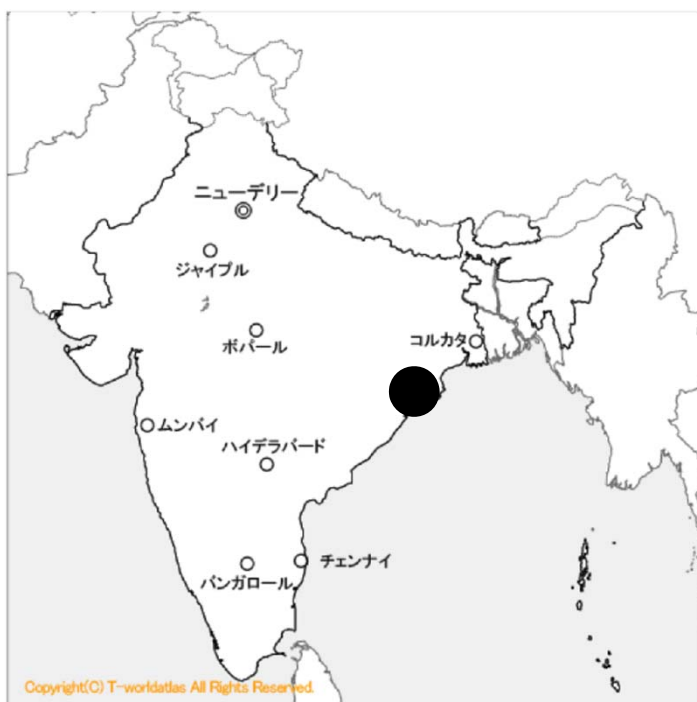 ニューデリー
ジャイプル
ボパール
コルカタ
ムンバイ
ハイデラバード
チェンナイ
バンガロール
Copyright(C) T-worldatlas All Rights Reserved.